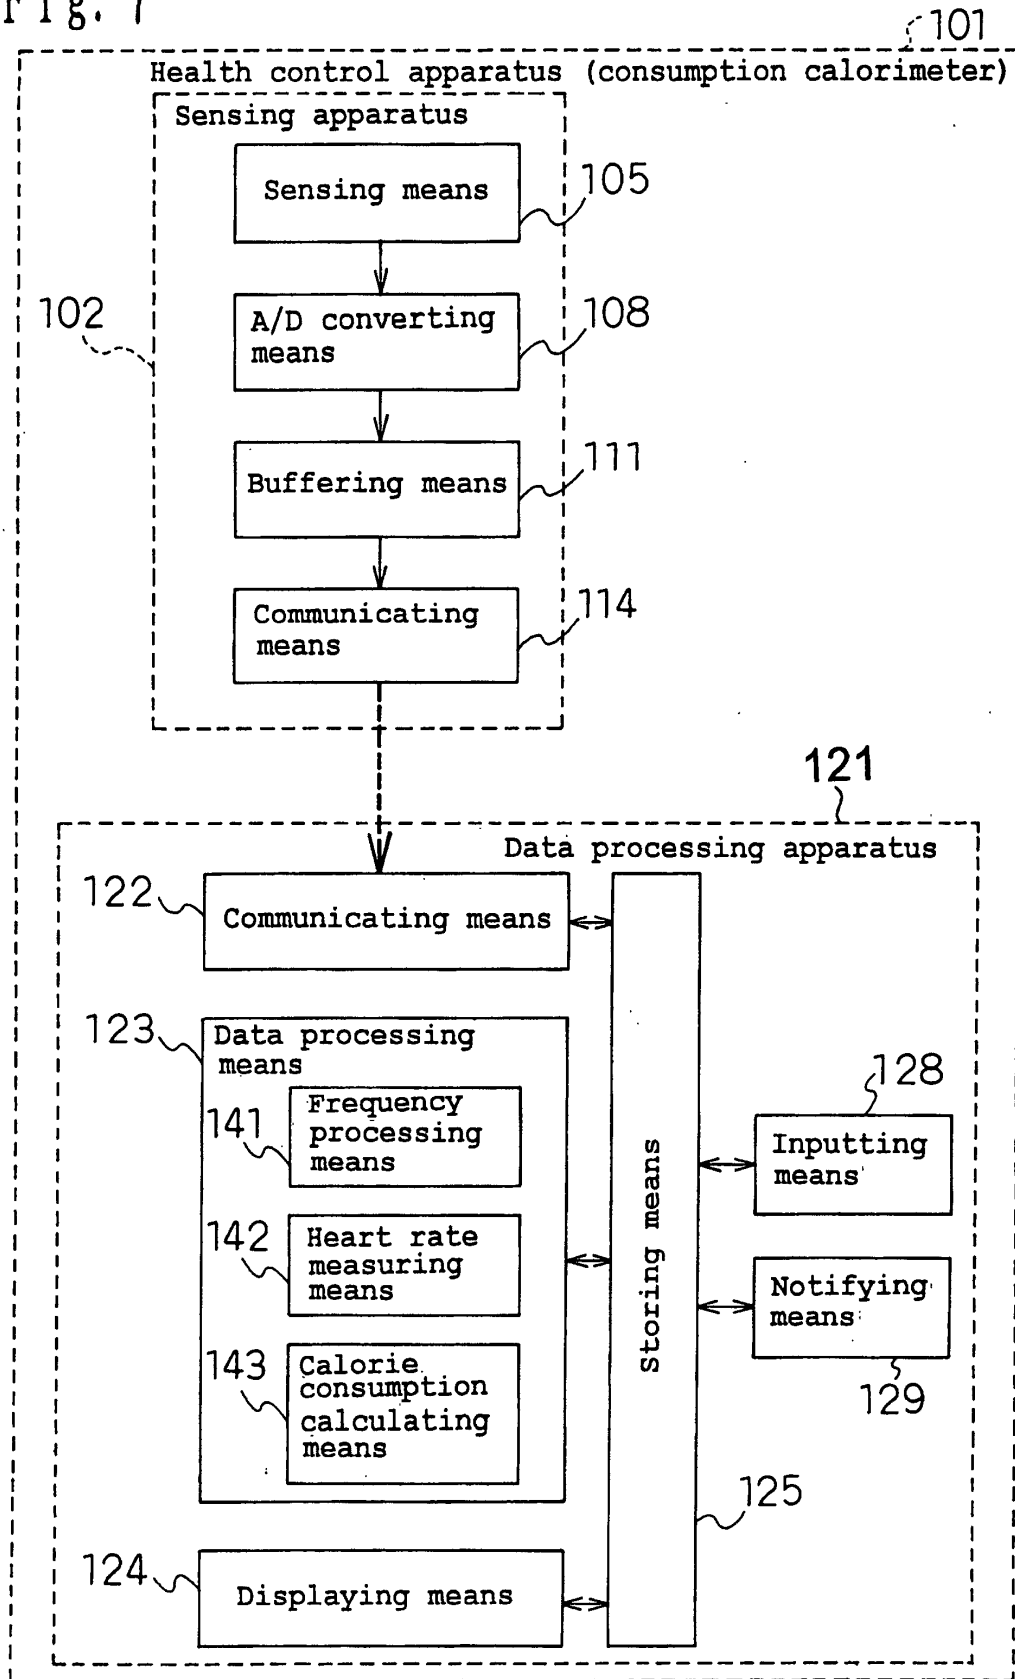 Fig. 7
101
Health control apparatus (consumption calorimeter)
Sensing apparatus
Sensing means
105
102
A/D converting
means
108
Buffering means
111
Communicating
means
114
121
Data processing apparatus
122
Communicating means
123
Data processing
means
141
Frequency
processing
means
142
Heart rate
measuring
means
143
Calorie
consumption
calculating
means
Storing means
128
Inputting
means
Notifying
means
129
125
124
Displaying means